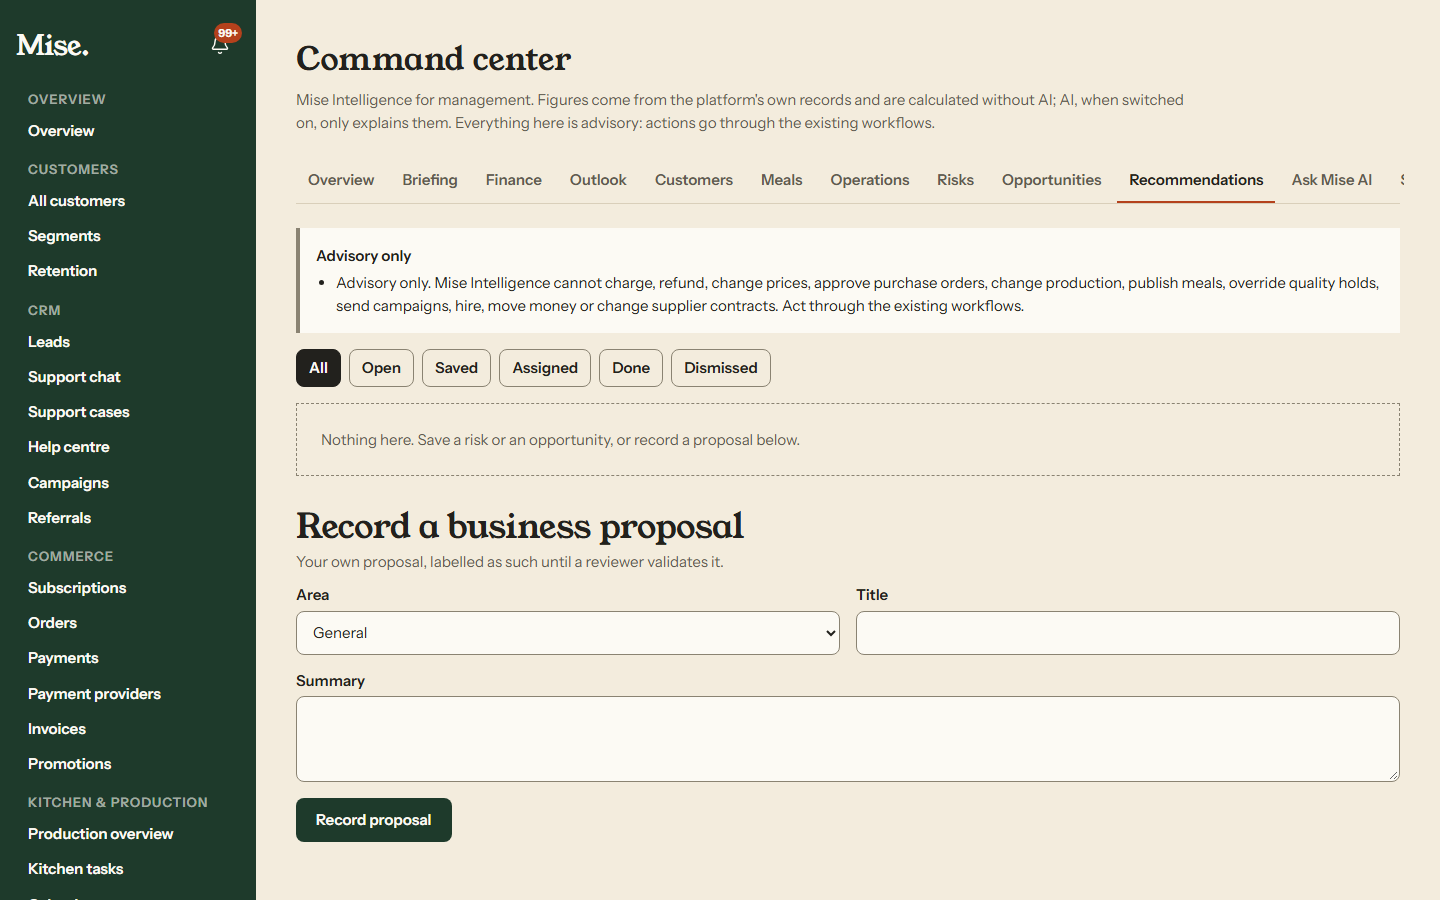 Mise.
99+
OVERVIEW
Overview
CUSTOMERS
All customers
Segments
Retention
CRM
Leads
Support chat
Support cases
Help centre
Campaigns
Referrals
COMMERCE
Subscriptions
Orders
Payments
Payment providers
Invoices
Promotions
KITCHEN & PRODUCTION
Production overview
Kitchen tasks
Command center
Mise Intelligence for management. Figures come from the platform's own records and are calculated without AI; AI, when switched
on, only explains them. Everything here is advisory: actions go through the existing workflows.
Overview Briefing Finance Outlook Customers Meals Operations Risks Opportunities Recommendations Ask Mise AI
Advisory only
• Advisory only. Mise Intelligence cannot charge, refund, change prices, approve purchase orders, change production, publish meals, override quality holds,
send campaigns, hire, move money or change supplier contracts. Act through the existing workflows.
All Open Saved Assigned Done Dismissed
Nothing here. Save a risk or an opportunity, or record a proposal below.
Record a business proposal
Your own proposal, labelled as such until a reviewer validates it.
Area Title
General
Summary
Record proposal